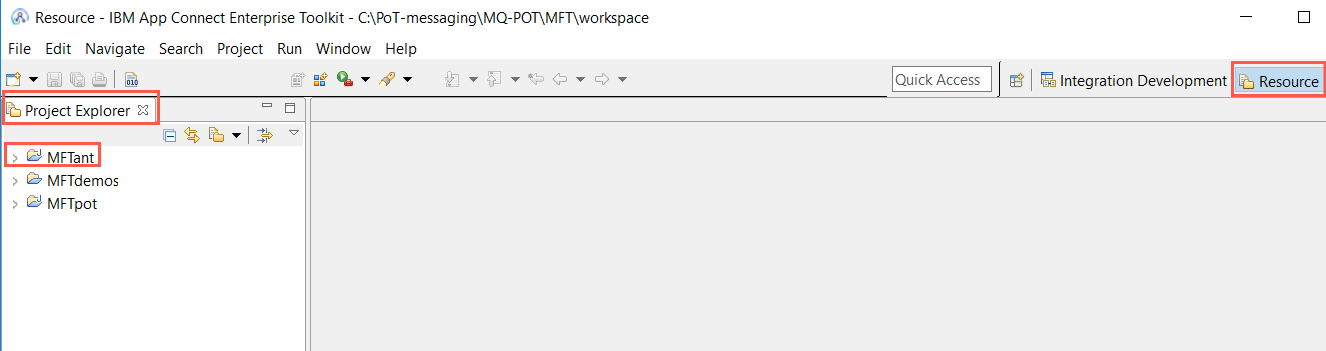 Resource - IBM App Connect Enterprise Toolkit - C:\PoT-messaging\MQ-POT\MFT\workspace
File Edit Navigate Search Project Run Window Help
010 Quick Access Integration Development Resource
Project Explorer
MFTant
MFTdemos
MFTpot